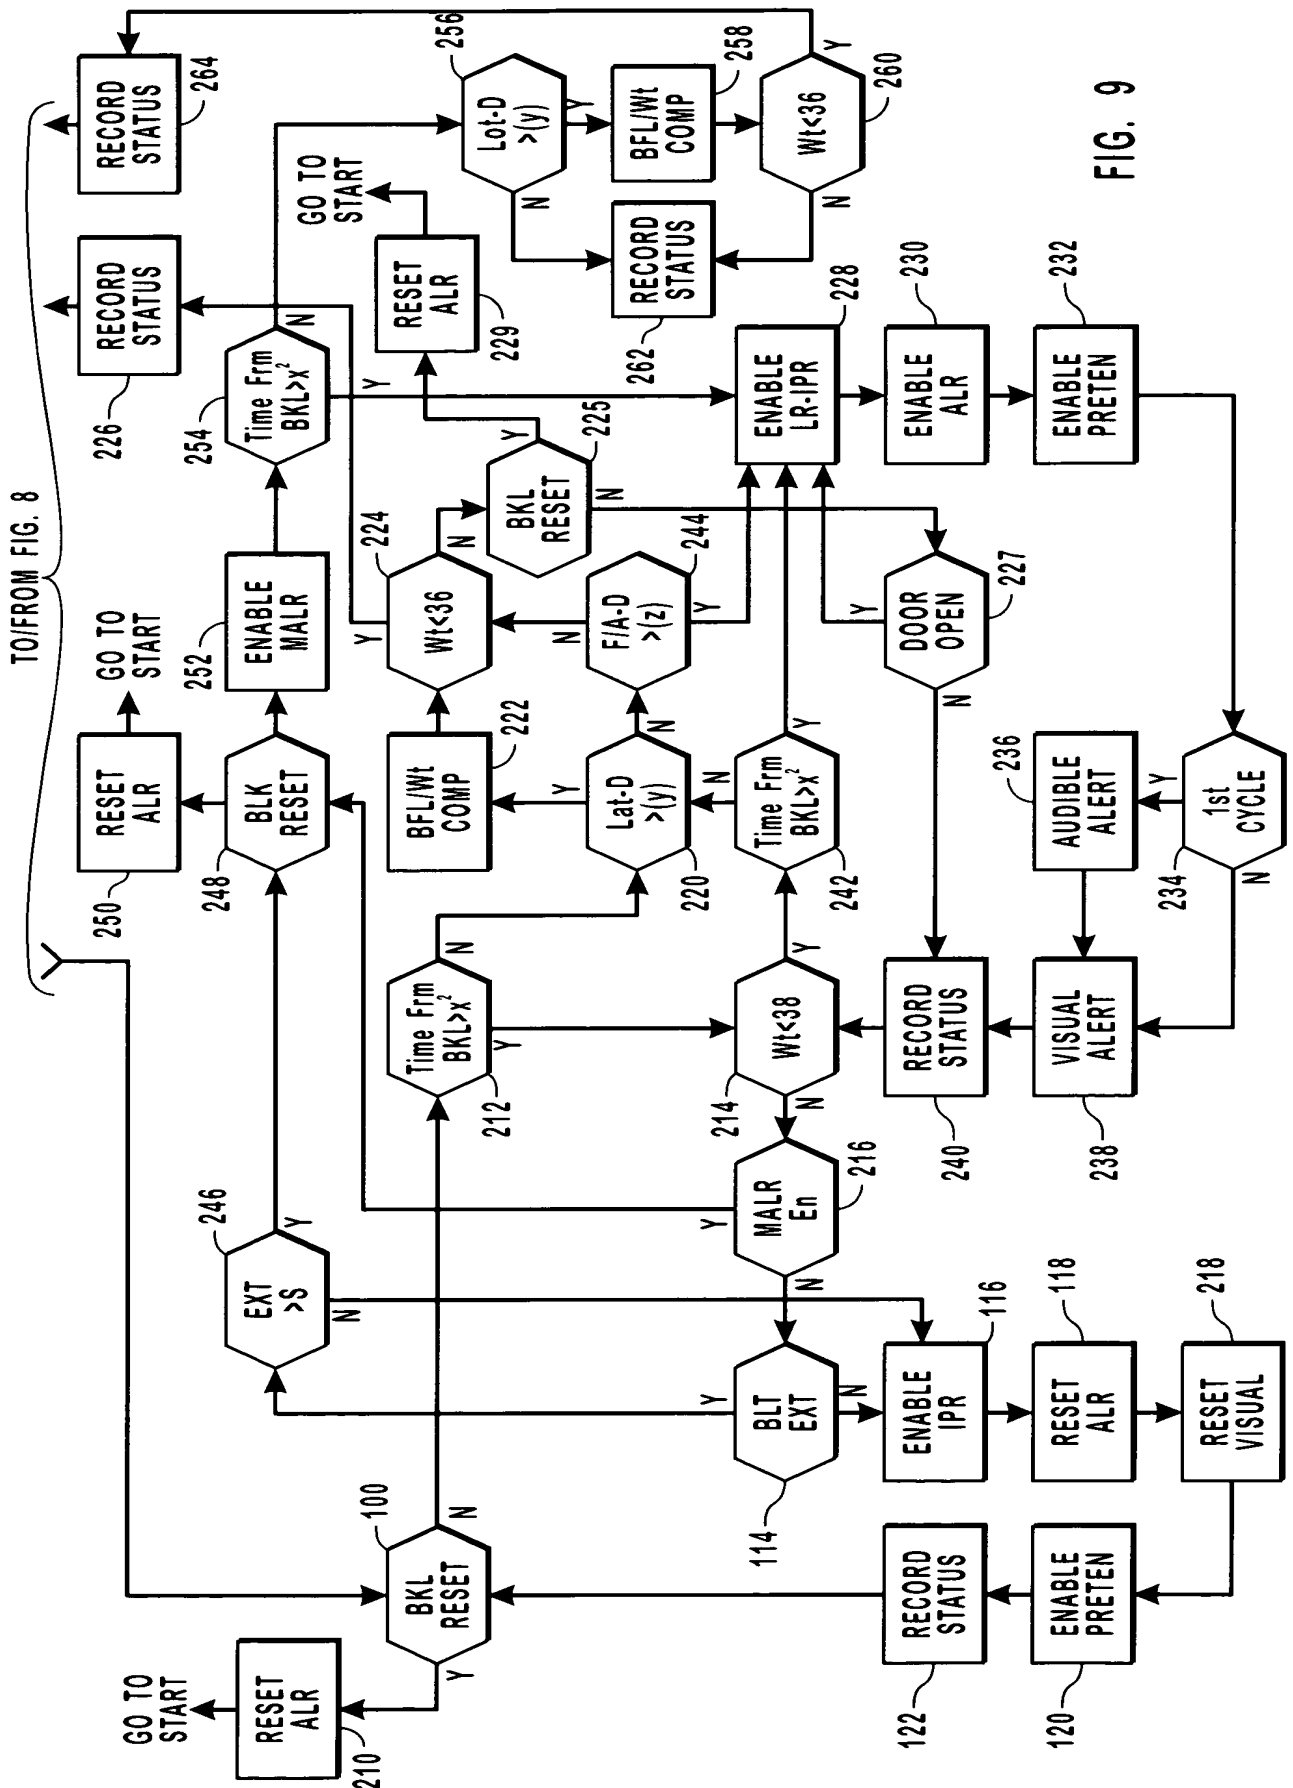 TO/FROM FIG. 8
GO TO
START
RESET
ALR
210
BKL
RESET
100
Y
N
RECORD
STATUS
122
ENABLE
PRETEN
120
EXT
>S
246
Y
N
BLT
EXT
114
Y
N
ENABLE
IPR
116
RESET
ALR
118
RESET
VISUAL
218
MALR
En
216
Y
N
Time Frm
BKL>x²
212
N
Y
Wt<38
214
Y
N
RECORD
STATUS
240
VISUAL
ALERT
238
RESET
ALR
250
GO TO
START
BLK
RESET
248
BFL/Wt
COMP
222
Lat-D
>(y)
220
Y
N
Time Frm
BKL>x²
242
N
Y
AUDIBLE
ALERT
236
1st
CYCLE
234
Y
N
ENABLE
MALR
252
Wt<36
224
Y
N
F/A-D
>(z)
244
N
Y
DOOR
OPEN
227
Y
N
BKL
RESET
225
Y
N
RECORD
STATUS
226
Time Frm
BKL>x²
254
N
Y
RESET
ALR
229
GO TO
START
ENABLE
LR-IPR
228
ENABLE
ALR
230
ENABLE
PRETEN
232
RECORD
STATUS
264
Lot-D
>(y)
256
Y
N
BFL/Wt
COMP
258
Wt<36
260
Y
N
RECORD
STATUS
262
FIG. 9